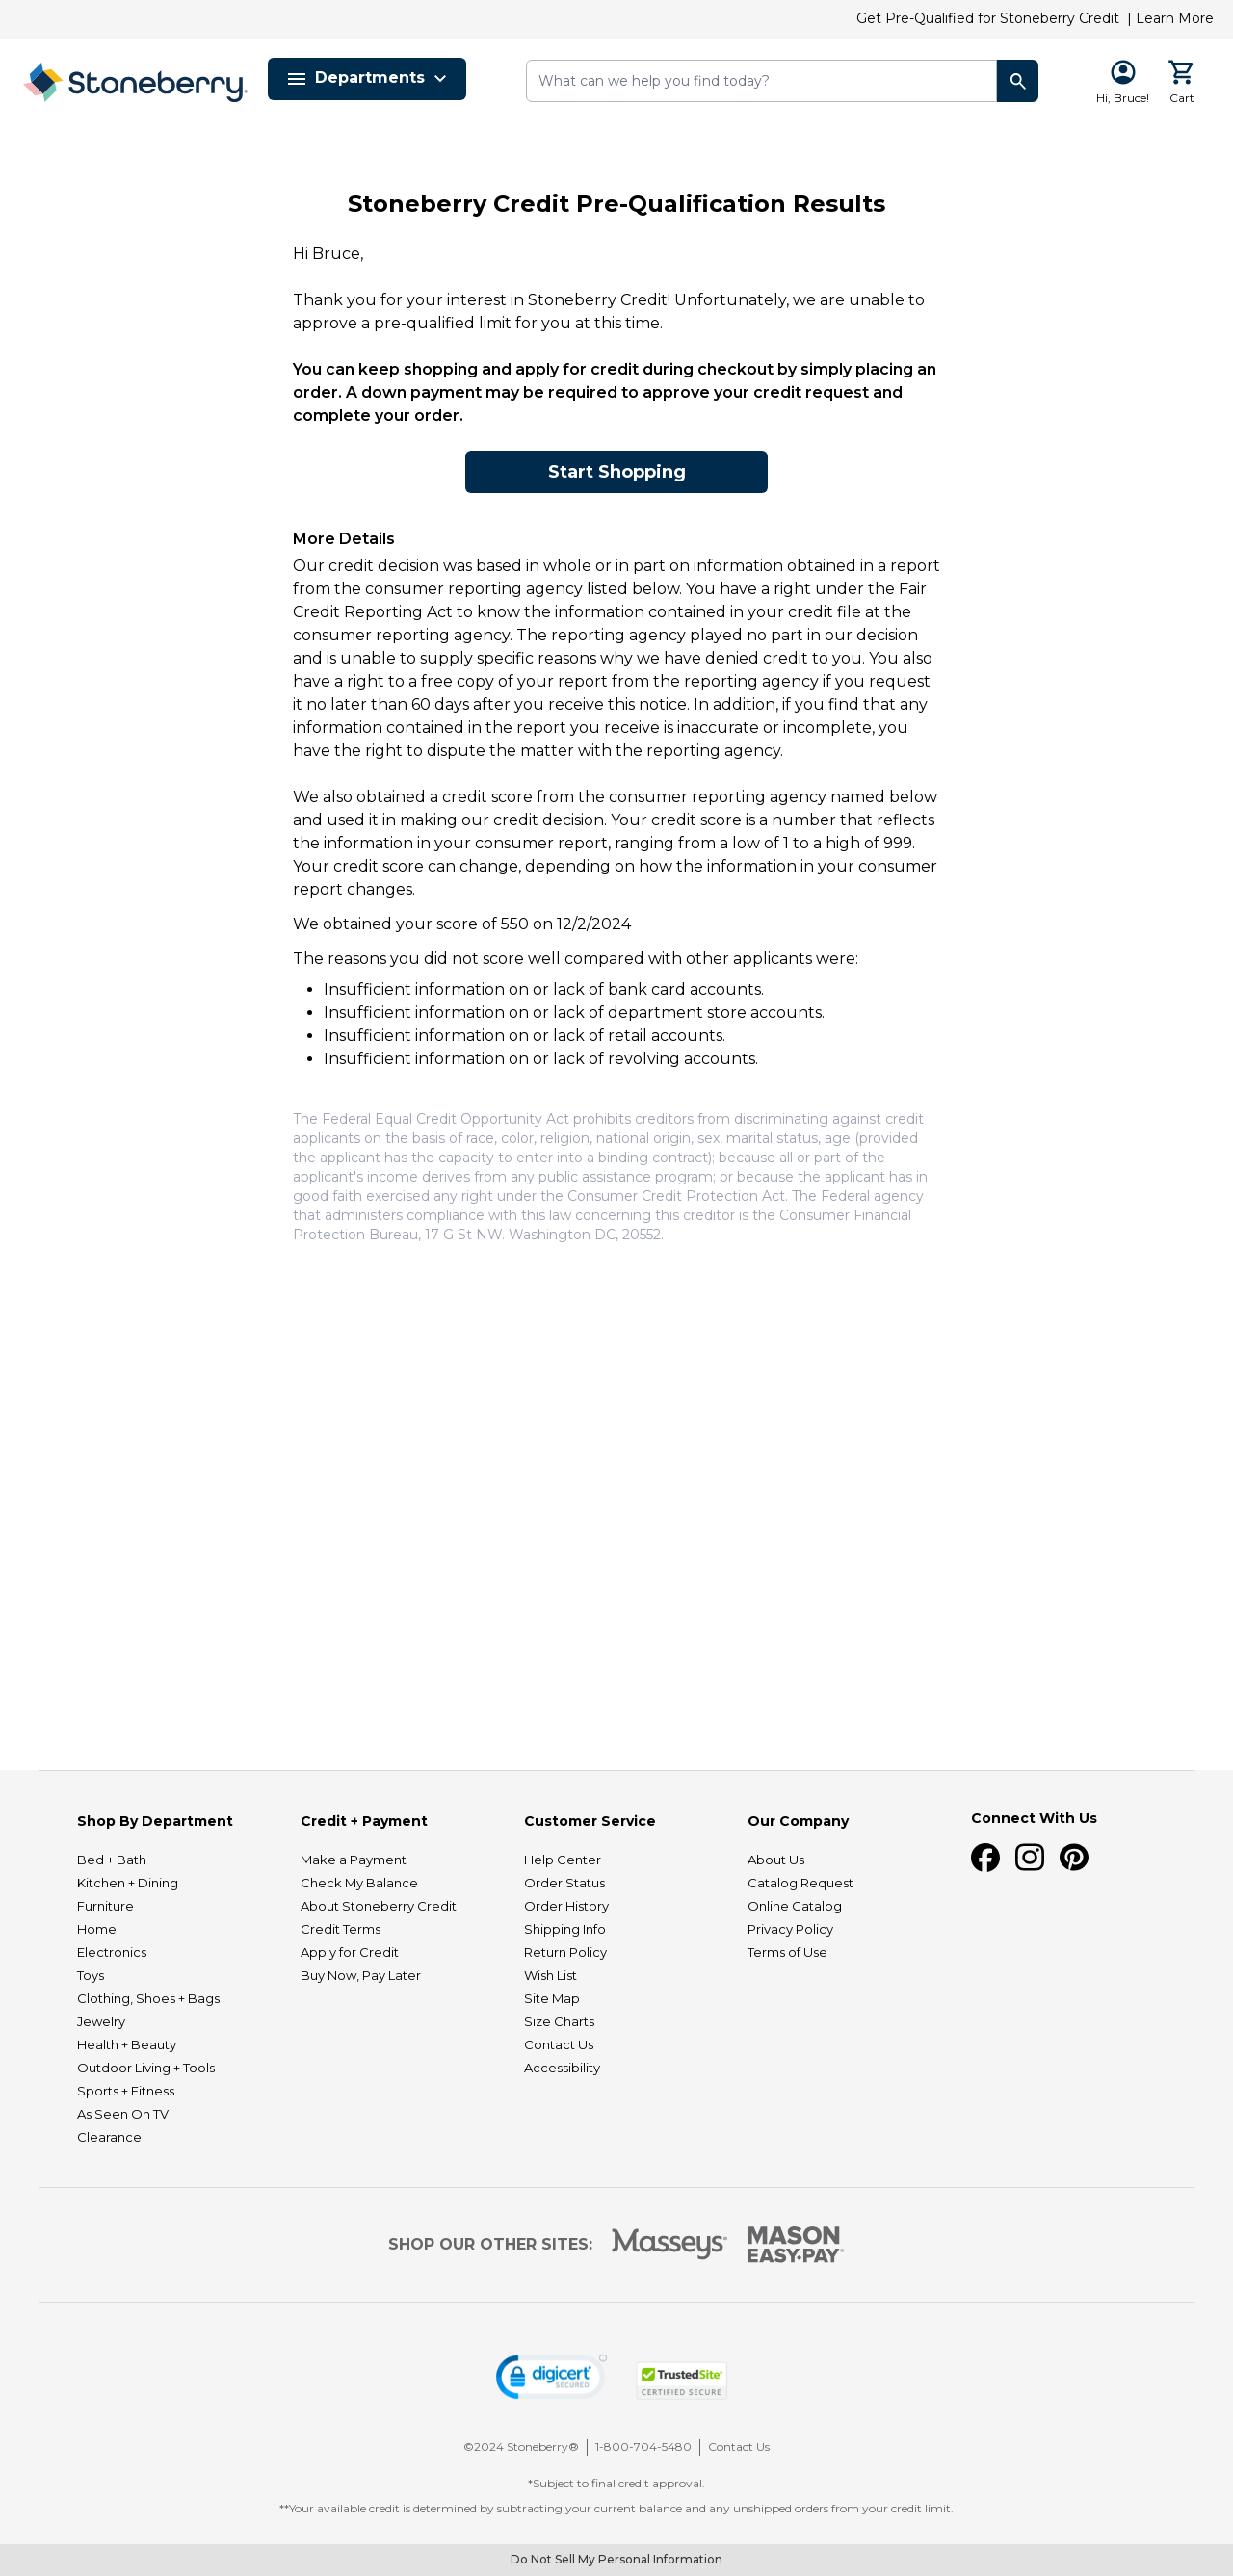 Get Pre-Qualified for Stoneberry Credit | Learn More
Stoneberry.
Departments
What can we help you find today?
Hi, Bruce!
Cart
Stoneberry Credit Pre-Qualification Results
Hi Bruce,
Thank you for your interest in Stoneberry Credit! Unfortunately, we are unable to
approve a pre-qualified limit for you at this time.
You can keep shopping and apply for credit during checkout by simply placing an
order. A down payment may be required to approve your credit request and
complete your order.
Start Shopping
More Details
Our credit decision was based in whole or in part on information obtained in a report
from the consumer reporting agency listed below. You have a right under the Fair
Credit Reporting Act to know the information contained in your credit file at the
consumer reporting agency. The reporting agency played no part in our decision
and is unable to supply specific reasons why we have denied credit to you. You also
have a right to a free copy of your report from the reporting agency if you request
it no later than 60 days after you receive this notice. In addition, if you find that any
information contained in the report you receive is inaccurate or incomplete, you
have the right to dispute the matter with the reporting agency.
We also obtained a credit score from the consumer reporting agency named below
and used it in making our credit decision. Your credit score is a number that reflects
the information in your consumer report, ranging from a low of 1 to a high of 999.
Your credit score can change, depending on how the information in your consumer
report changes.
We obtained your score of 550 on 12/2/2024
The reasons you did not score well compared with other applicants were:
• Insufficient information on or lack of bank card accounts.
• Insufficient information on or lack of department store accounts.
• Insufficient information on or lack of retail accounts.
• Insufficient information on or lack of revolving accounts.
The Federal Equal Credit Opportunity Act prohibits creditors from discriminating against credit
applicants on the basis of race, color, religion, national origin, sex, marital status, age (provided
the applicant has the capacity to enter into a binding contract); because all or part of the
applicant's income derives from any public assistance program; or because the applicant has in
good faith exercised any right under the Consumer Credit Protection Act. The Federal agency
that administers compliance with this law concerning this creditor is the Consumer Financial
Protection Bureau, 17 G St NW. Washington DC, 20552.
Shop By Department
Bed + Bath
Kitchen + Dining
Furniture
Home
Electronics
Toys
Clothing, Shoes + Bags
Jewelry
Health + Beauty
Outdoor Living + Tools
Sports + Fitness
As Seen On TV
Clearance
Credit + Payment
Make a Payment
Check My Balance
About Stoneberry Credit
Credit Terms
Apply for Credit
Buy Now, Pay Later
Customer Service
Help Center
Order Status
Order History
Shipping Info
Return Policy
Wish List
Site Map
Size Charts
Contact Us
Accessibility
Our Company
About Us
Catalog Request
Online Catalog
Privacy Policy
Terms of Use
Connect With Us
SHOP OUR OTHER SITES:
Masseys®
MASON
EASY•PAY®
digicert
SECURED
TrustedSite®
CERTIFIED SECURE
©2024 Stoneberry® | 1-800-704-5480 | Contact Us
*Subject to final credit approval.
**Your available credit is determined by subtracting your current balance and any unshipped orders from your credit limit.
Do Not Sell My Personal Information